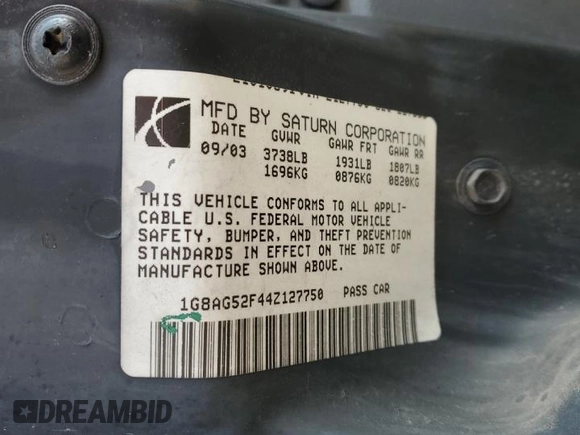 MFD BY SATURN CORPORATION
DATE GVWR GAWR FRT GAWR RR
09/03 3738LB 1931LB 1807LB
1696KG 0876KG 0820KG
THIS VEHICLE CONFORMS TO ALL APPLI-
CABLE U.S. FEDERAL MOTOR VEHICLE
SAFETY, BUMPER, AND THEFT PREVENTION
STANDARDS IN EFFECT ON THE DATE OF
MANUFACTURE SHOWN ABOVE.
1G8AG52F44Z127750 PASS CAR
DREAMBID